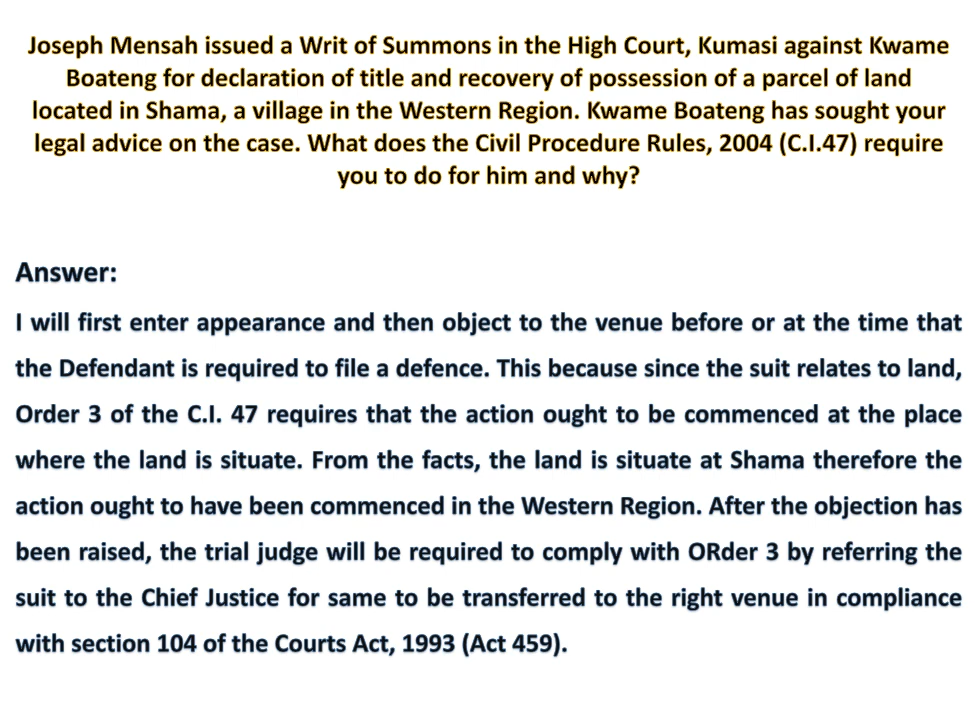 Joseph Mensah issued a Writ of Summons in the High Court, Kumasi against Kwame
Boateng for declaration of title and recovery of possession of a parcel of land
located in Shama, a village in the Western Region. Kwame Boateng has sought your
legal advice on the case. What does the Civil Procedure Rules, 2004 (C.I.47) require
you to do for him and why?
Answer:
I will first enter appearance and then object to the venue before or at the time that
the Defendant is required to file a defence. This because since the suit relates to land,
Order 3 of the C.I. 47 requires that the action ought to be commenced at the place
where the land is situate. From the facts, the land is situate at Shama therefore the
action ought to have been commenced in the Western Region. After the objection has
been raised, the trial judge will be required to comply with ORder 3 by referring the
suit to the Chief Justice for same to be transferred to the right venue in compliance
with section 104 of the Courts Act, 1993 (Act 459).